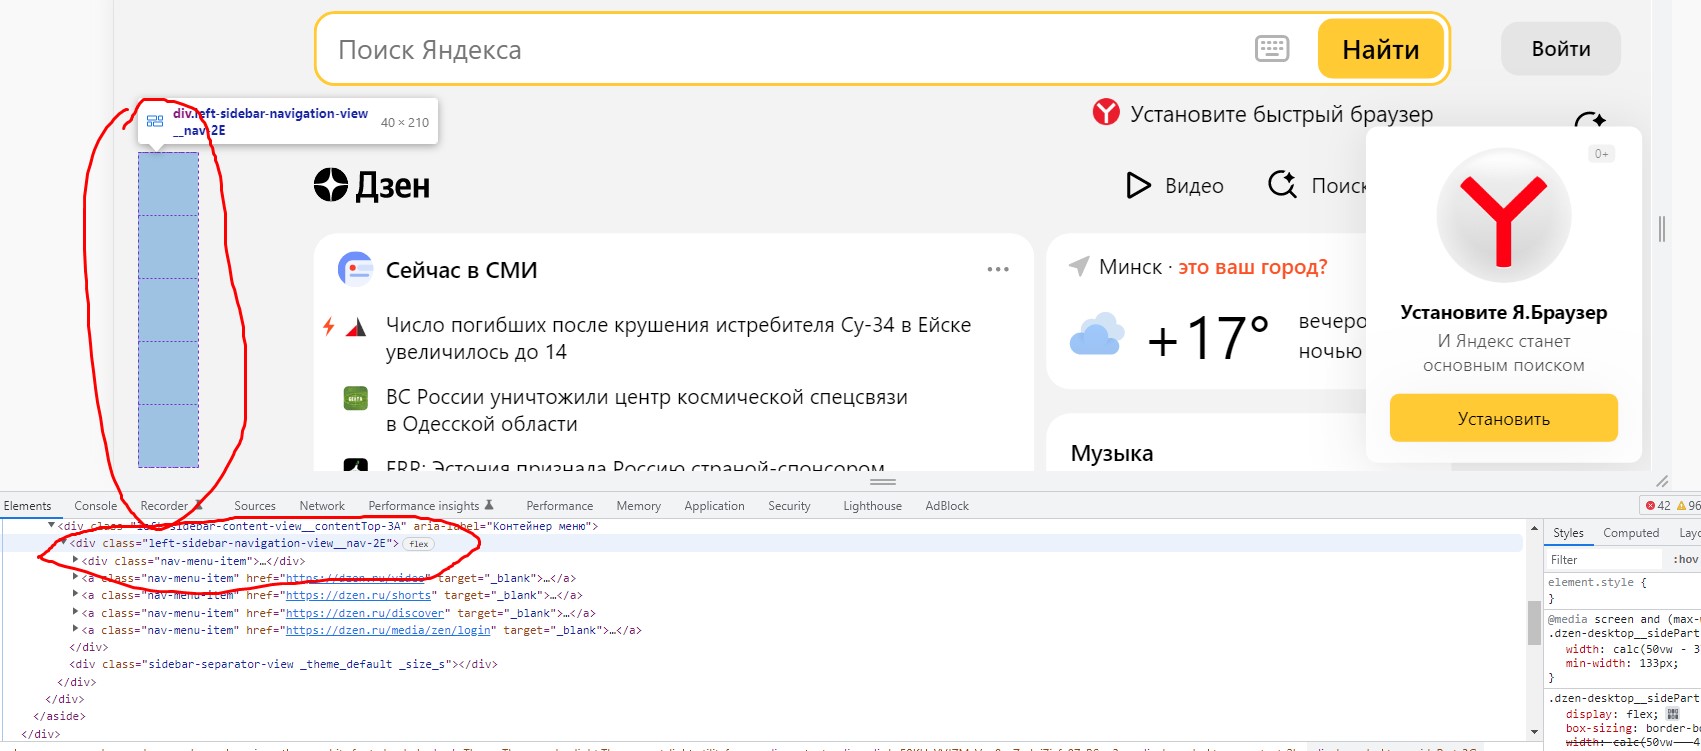 Поиск Яндекса
Найти
Войти
div.left-sidebar-navigation-view
__nav-2E
40 × 210
Установите быстрый браузер
Дзен
Видео
Поиск
0+
Сейчас в СМИ
Число погибших после крушения истребителя Су-34 в Ейске
увеличилось до 14
ВС России уничтожили центр космической спецсвязи
в Одесской области
ERR: Эстония признала Россию страной-спонсором
Минск · это ваш город?
+17°
вечеро
ночью
Музыка
Установите Я.Браузер
И Яндекс станет
основным поиском
Установить
Elements Console Recorder Sources Network Performance insights Performance Memory Application Security Lighthouse AdBlock
42 96
<div class="left-sidebar-content-view__contentTop-3A" aria-label="Контейнер меню">
<div class="left-sidebar-navigation-view__nav-2E"> flex
<div class="nav-menu-item">…</div>
<a class="nav-menu-item" href="https://dzen.ru/video" target="_blank">…</a>
<a class="nav-menu-item" href="https://dzen.ru/shorts" target="_blank">…</a>
<a class="nav-menu-item" href="https://dzen.ru/discover" target="_blank">…</a>
<a class="nav-menu-item" href="https://dzen.ru/media/zen/login" target="_blank">…</a>
</div>
<div class="sidebar-separator-view _theme_default _size_s"></div>
</div>
</div>
</aside>
</div>
Styles Computed Layo
Filter
:hov
element.style {
}
@media screen and (max-w
.dzen-desktop__sidePart
width: calc(50vw - 3
min-width: 133px;
}
.dzen-desktop__sidePart
display: flex;
box-sizing: border-b
width: calc(50vw - 4